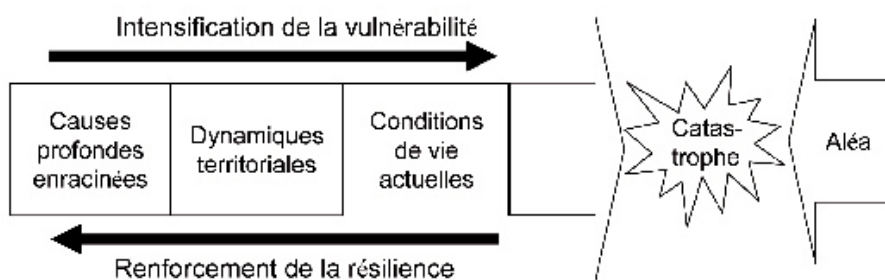 Intensification de la vulnérabilité
Causes
profondes
enracinées
Dynamiques
territoriales
Conditions
de vie
actuelles
Catas-
trophe
Aléa
Renforcement de la résilience